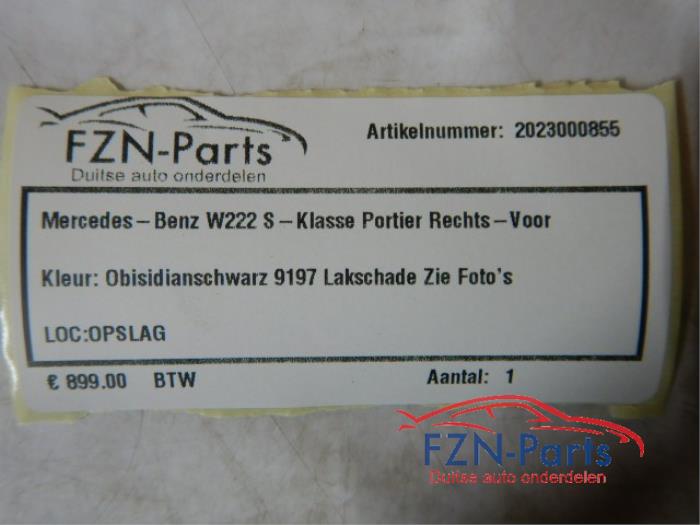 FZN-Parts
Duitse auto onderdelen
Artikelnummer: 2023000855
Mercedes-Benz W222 S-Klasse Portier Rechts-Voor
Kleur: Obisidianschwarz 9197 Lakschade Zie Foto's
LOC:OPSLAG
€ 899.00 BTW
Aantal: 1
FZN-Parts
Duitse auto onderdelen